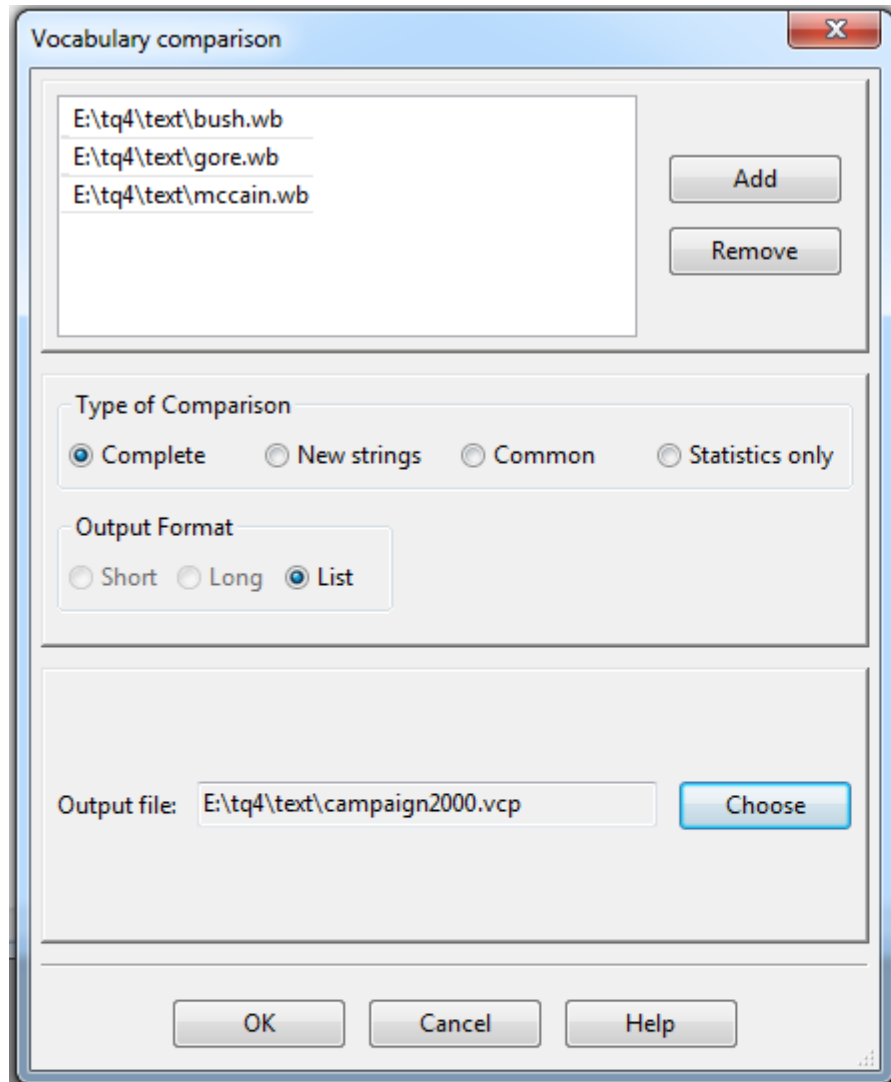 Vocabulary comparison
E:\tq4\text\bush.wb
E:\tq4\text\gore.wb
E:\tq4\text\mccain.wb
Add
Remove
Type of Comparison
Complete New strings Common Statistics only
Output Format
Short Long List
Output file: E:\tq4\text\campaign2000.vcp Choose
OK Cancel Help